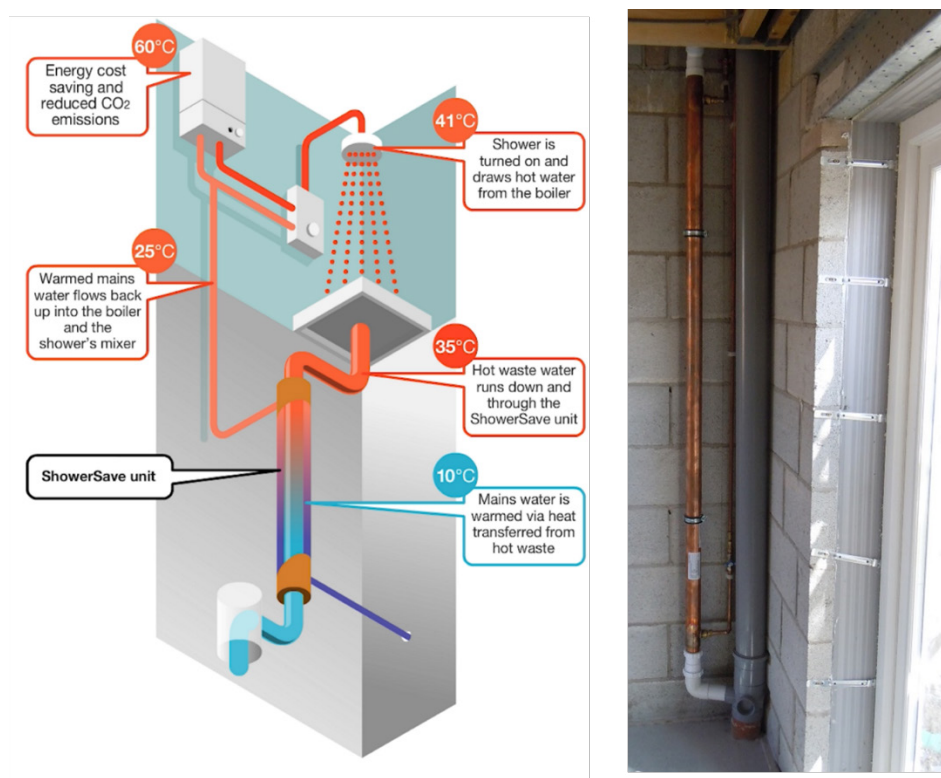 60°C
Energy cost
saving and
reduced CO2
emissions
41°C
Shower is
turned on and
draws hot water
from the boiler
25°C
Warmed mains
water flows back
up into the boiler
and the
shower's mixer
35°C
Hot waste water
runs down and
through the
ShowerSave unit
ShowerSave unit
10°C
Mains water is
warmed via heat
transferred from
hot waste